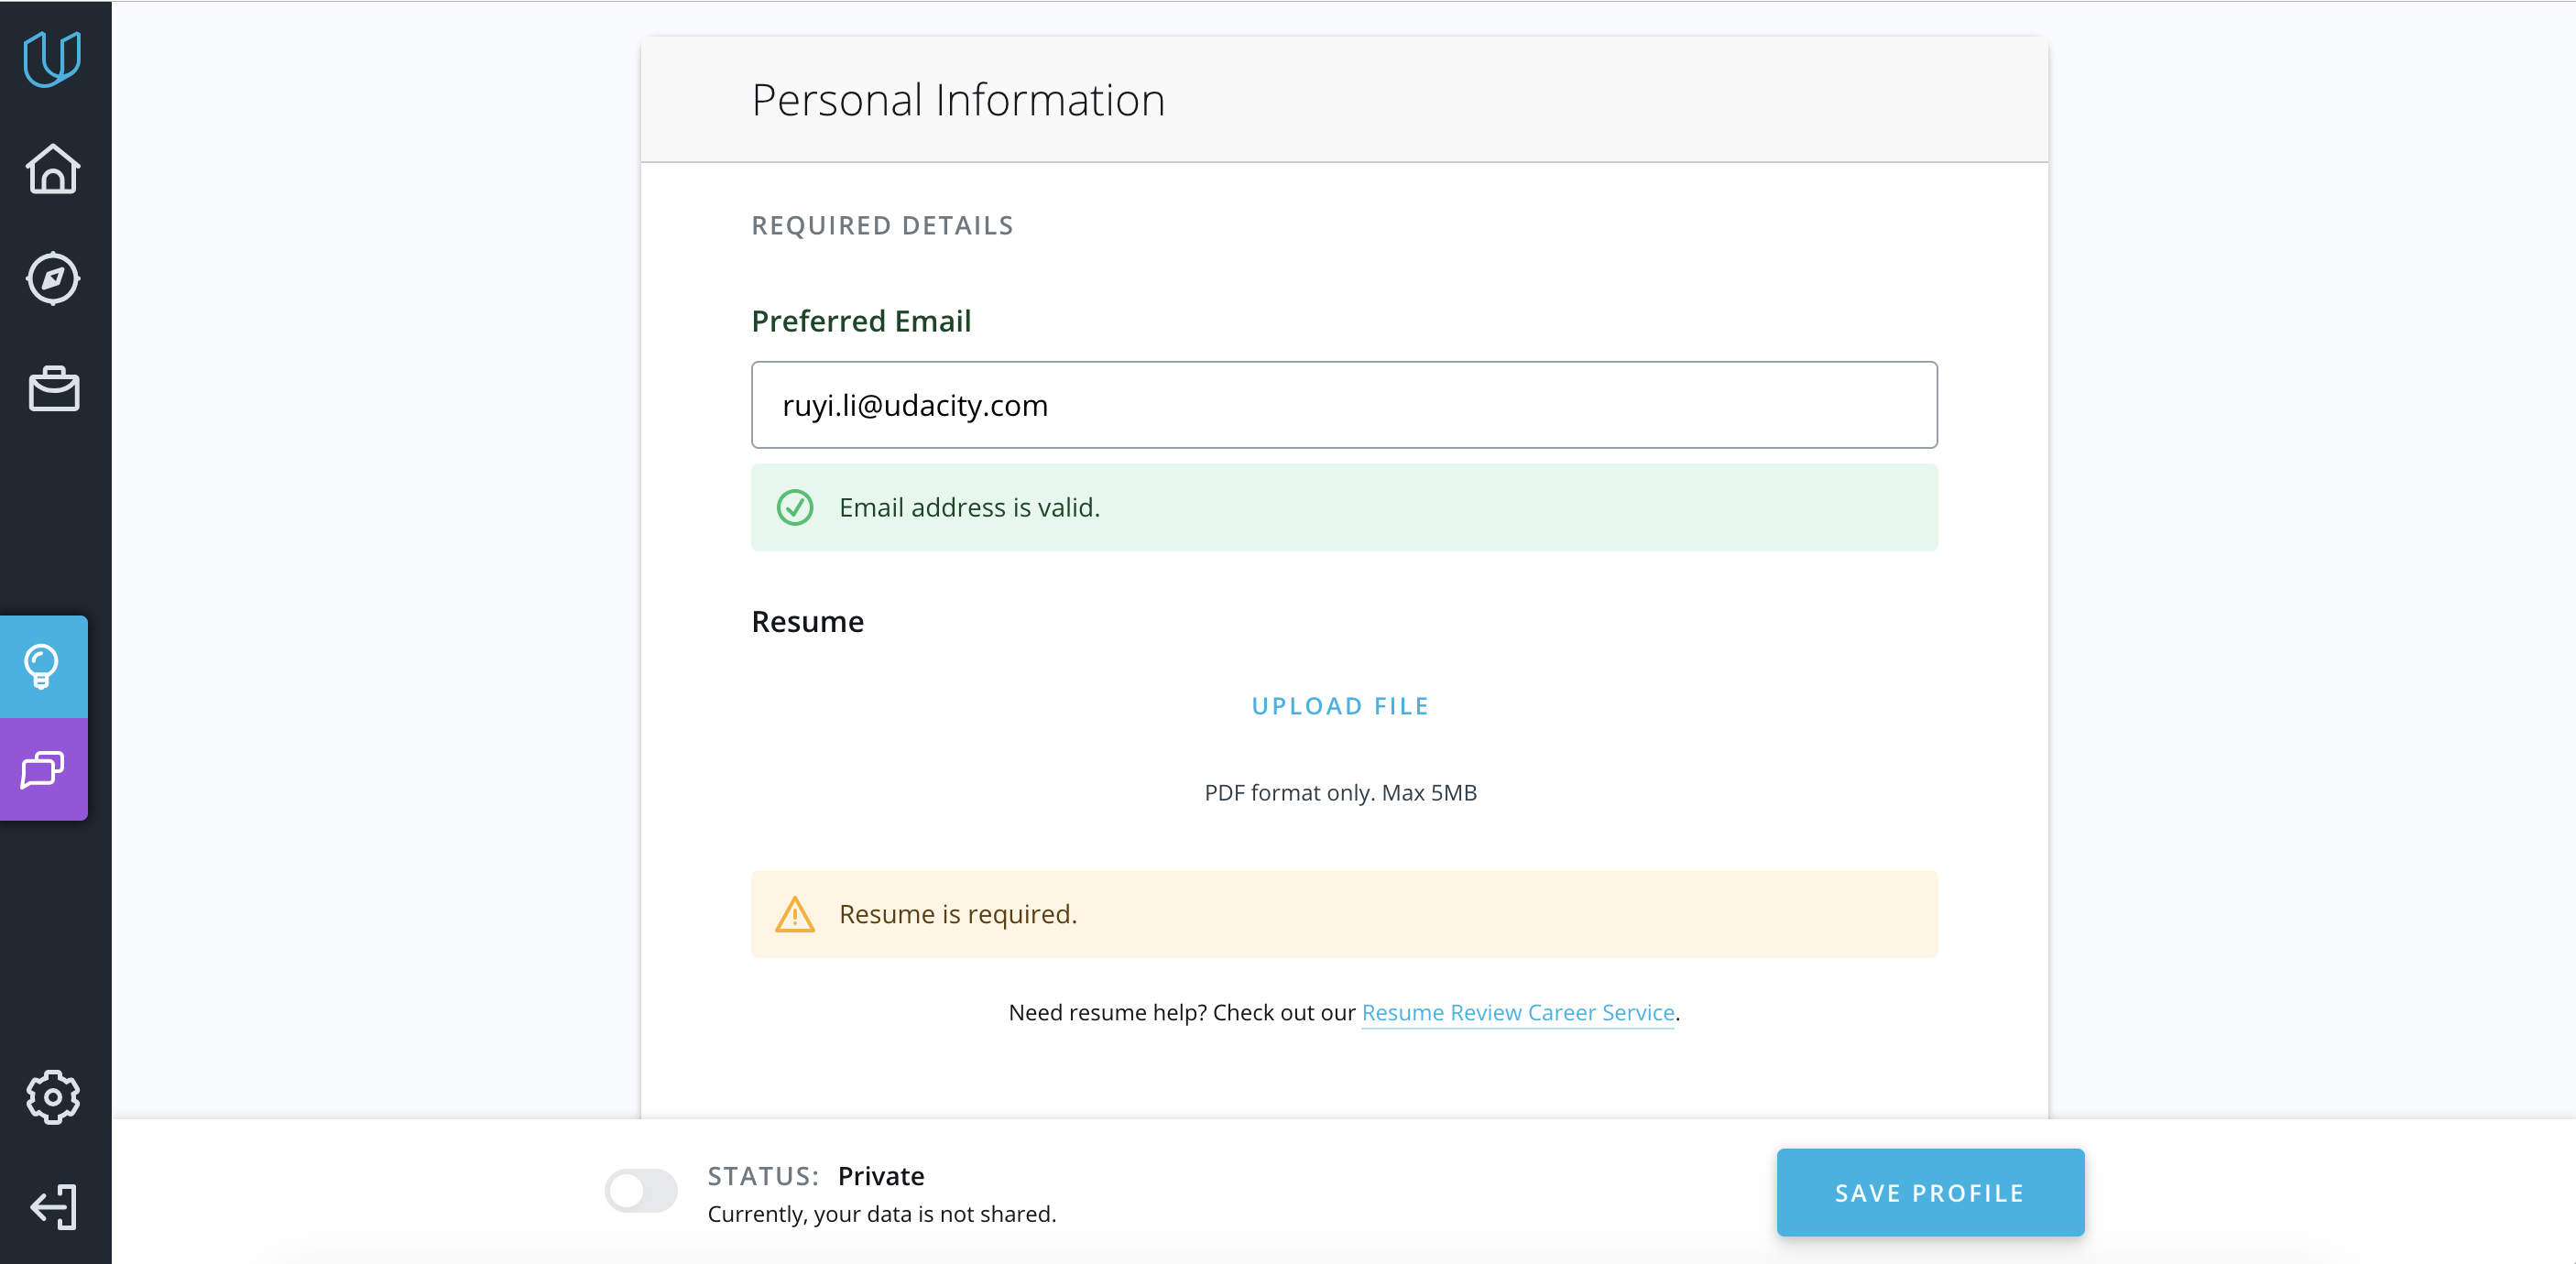 Personal Information
REQUIRED DETAILS
Preferred Email
ruyi.li@udacity.com
Email address is valid.
Resume
UPLOAD FILE
PDF format only. Max 5MB
Resume is required.
Need resume help? Check out our Resume Review Career Service.
STATUS: Private
Currently, your data is not shared.
SAVE PROFILE